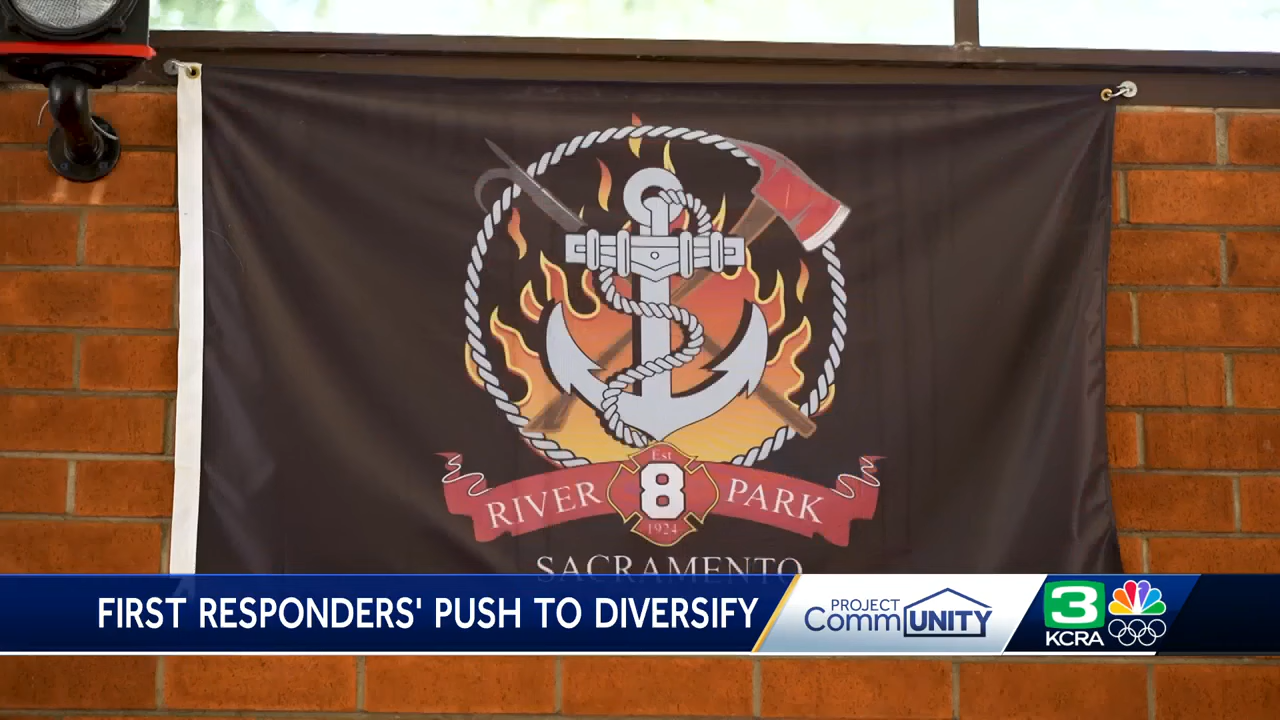 Est
RIVER 8 PARK
1924
SACRAMENTO
FIRST RESPONDERS' PUSH TO DIVERSIFY
PROJECT
CommUNITY
3
KCRA